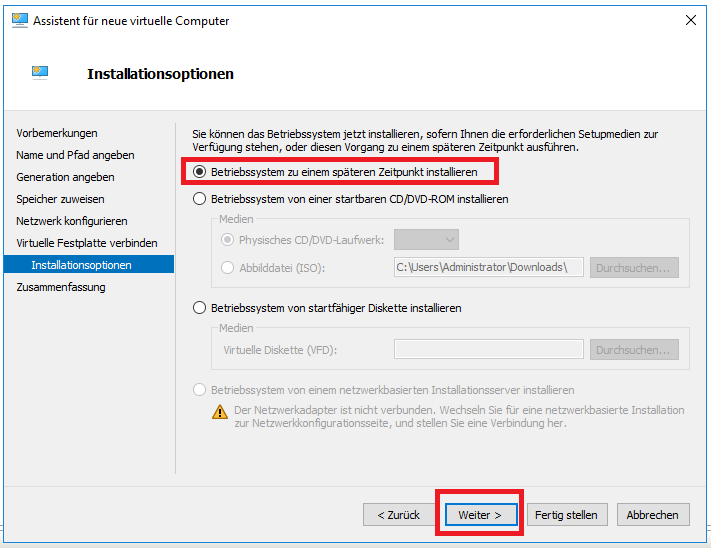 Assistent für neue virtuelle Computer
Installationsoptionen
Vorbemerkungen
Name und Pfad angeben
Generation angeben
Speicher zuweisen
Netzwerk konfigurieren
Virtuelle Festplatte verbinden
Installationsoptionen
Zusammenfassung
Sie können das Betriebssystem jetzt installieren, sofern Ihnen die erforderlichen Setupmedien zur
Verfügung stehen, oder diesen Vorgang zu einem späteren Zeitpunkt ausführen.
Betriebssystem zu einem späteren Zeitpunkt installieren
Betriebssystem von einer startbaren CD/DVD-ROM installieren
Medien
Physisches CD/DVD-Laufwerk:
Abbilddatei (ISO): C:\Users\Administrator\Downloads\ Durchsuchen...
Betriebssystem von startfähiger Diskette installieren
Medien
Virtuelle Diskette (VFD): Durchsuchen...
Betriebssystem von einem netzwerkbasierten Installationsserver installieren
Der Netzwerkadapter ist nicht verbunden. Wechseln Sie für eine netzwerkbasierte Installation
zur Netzwerkkonfigurationsseite, und stellen Sie eine Verbindung her.
< Zurück Weiter > Fertig stellen Abbrechen